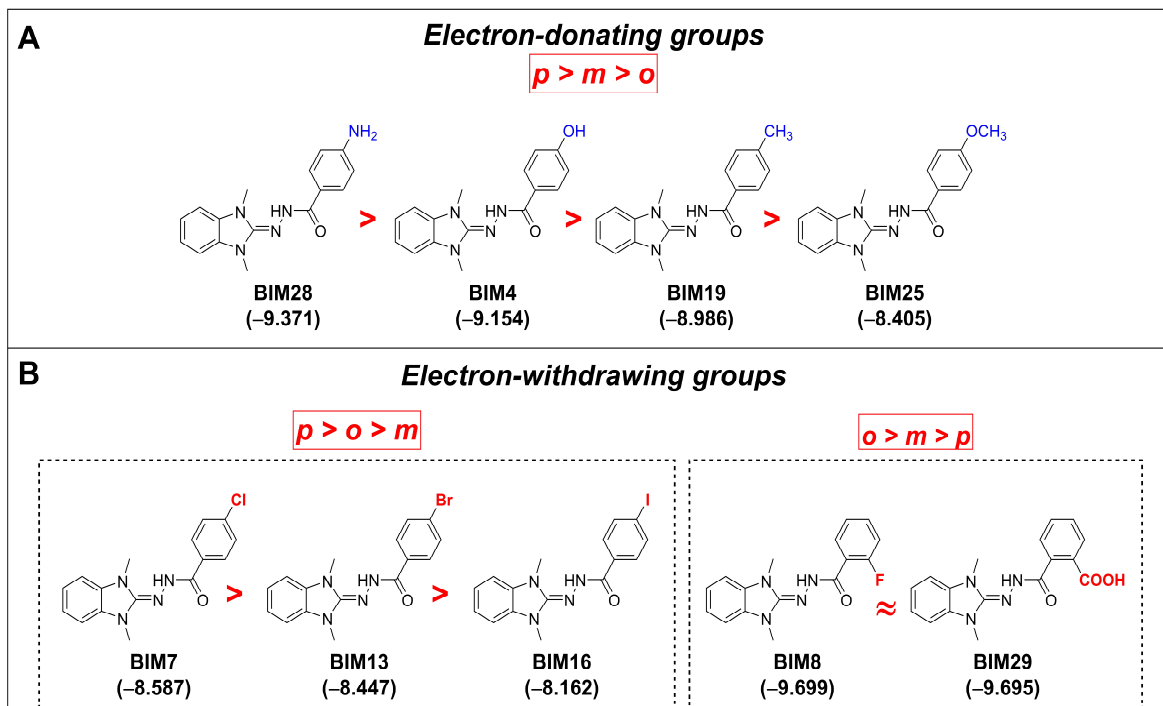 A
Electron-donating groups
p > m > o
NH₂ OH CH₃ OCH₃
N HN N N O > N HN N N O > N HN N N O > N HN N N O
BIM28 BIM4 BIM19 BIM25
(–9.371) (–9.154) (–8.986) (–8.405)
B
Electron-withdrawing groups
p > o > m o > m > p
Cl Br I
N HN N N O > N HN N N O > N HN N N O N HN N N O F ≈ N HN N N O COOH
BIM7 BIM13 BIM16 BIM8 BIM29
(–8.587) (–8.447) (–8.162) (–9.699) (–9.695)